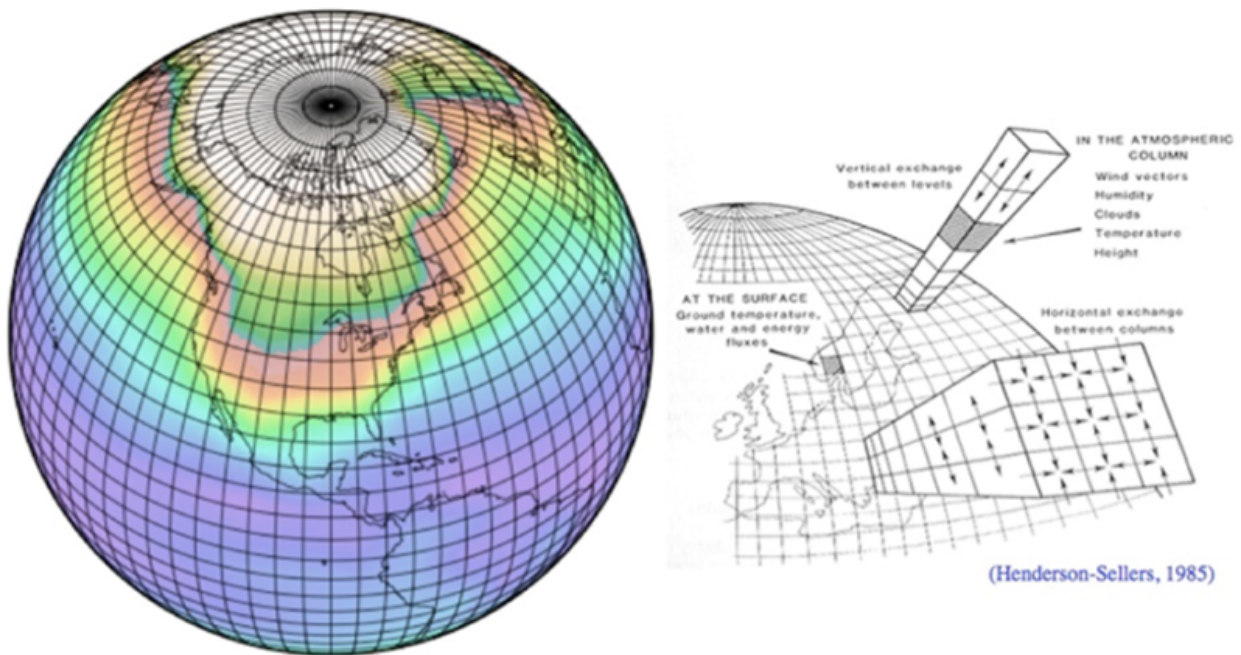 IN THE ATMOSPHERIC
COLUMN
Vertical exchange
between levels
Wind vectors
Humidity
Clouds
Temperature
Height
AT THE SURFACE
Ground temperature,
water and energy
fluxes
Horizontal exchange
between columns
(Henderson-Sellers, 1985)